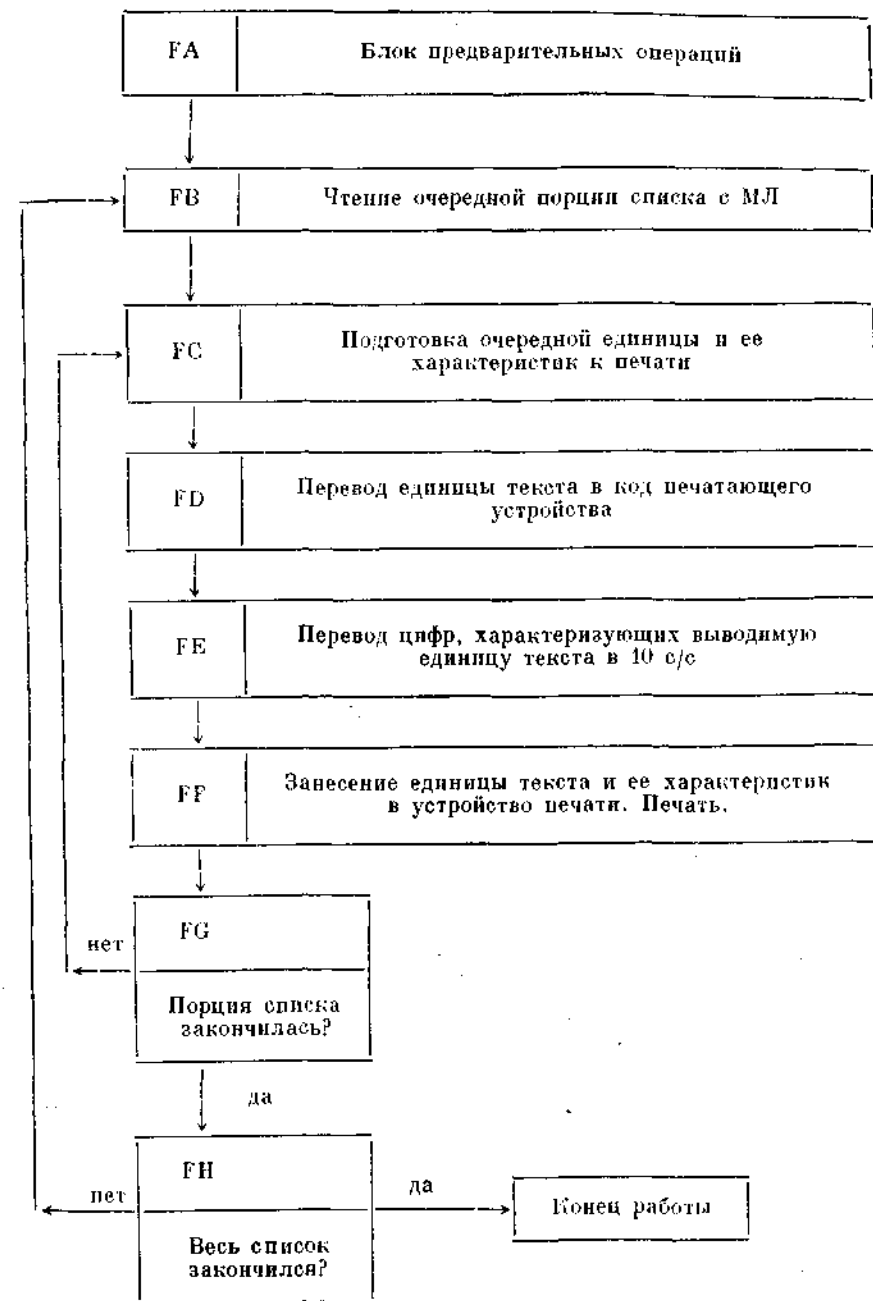 FA
Блок предварительных операций
FB
Чтение очередной порции списка с МЛ
FC
Подготовка очередной единицы и ее
характеристик к печати
FD
Перевод единицы текста в код печатающего
устройства
FE
Перевод цифр, характеризующих выводимую
единицу текста в 10 с/с
FF
Занесение единицы текста и ее характеристик
в устройство печати. Печать.
FG
нет
Порция списка
закончилась?
да
FH
нет
да
Конец работы
Весь список
закончился?